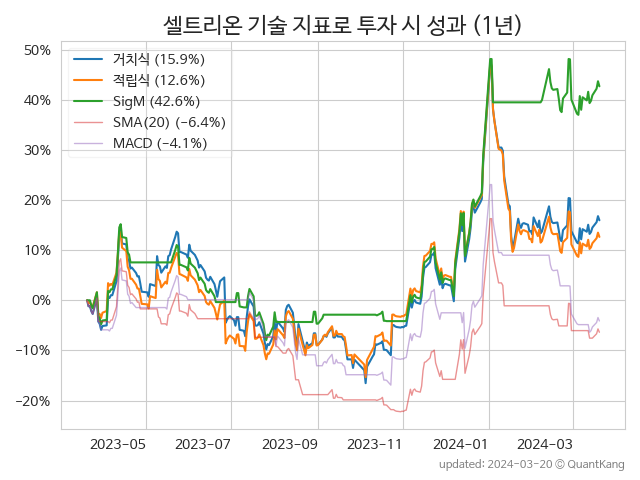 셀트리온 기술 지표로 투자 시 성과 (1년)
거치식 (15.9%)
적립식 (12.6%)
SigM (42.6%)
SMA(20) (−6.4%)
MACD (−4.1%)
50%
40%
30%
20%
10%
0%
−10%
−20%
2023-05 2023-07 2023-09 2023-11 2024-01 2024-03
updated: 2024-03-20 © QuantKang